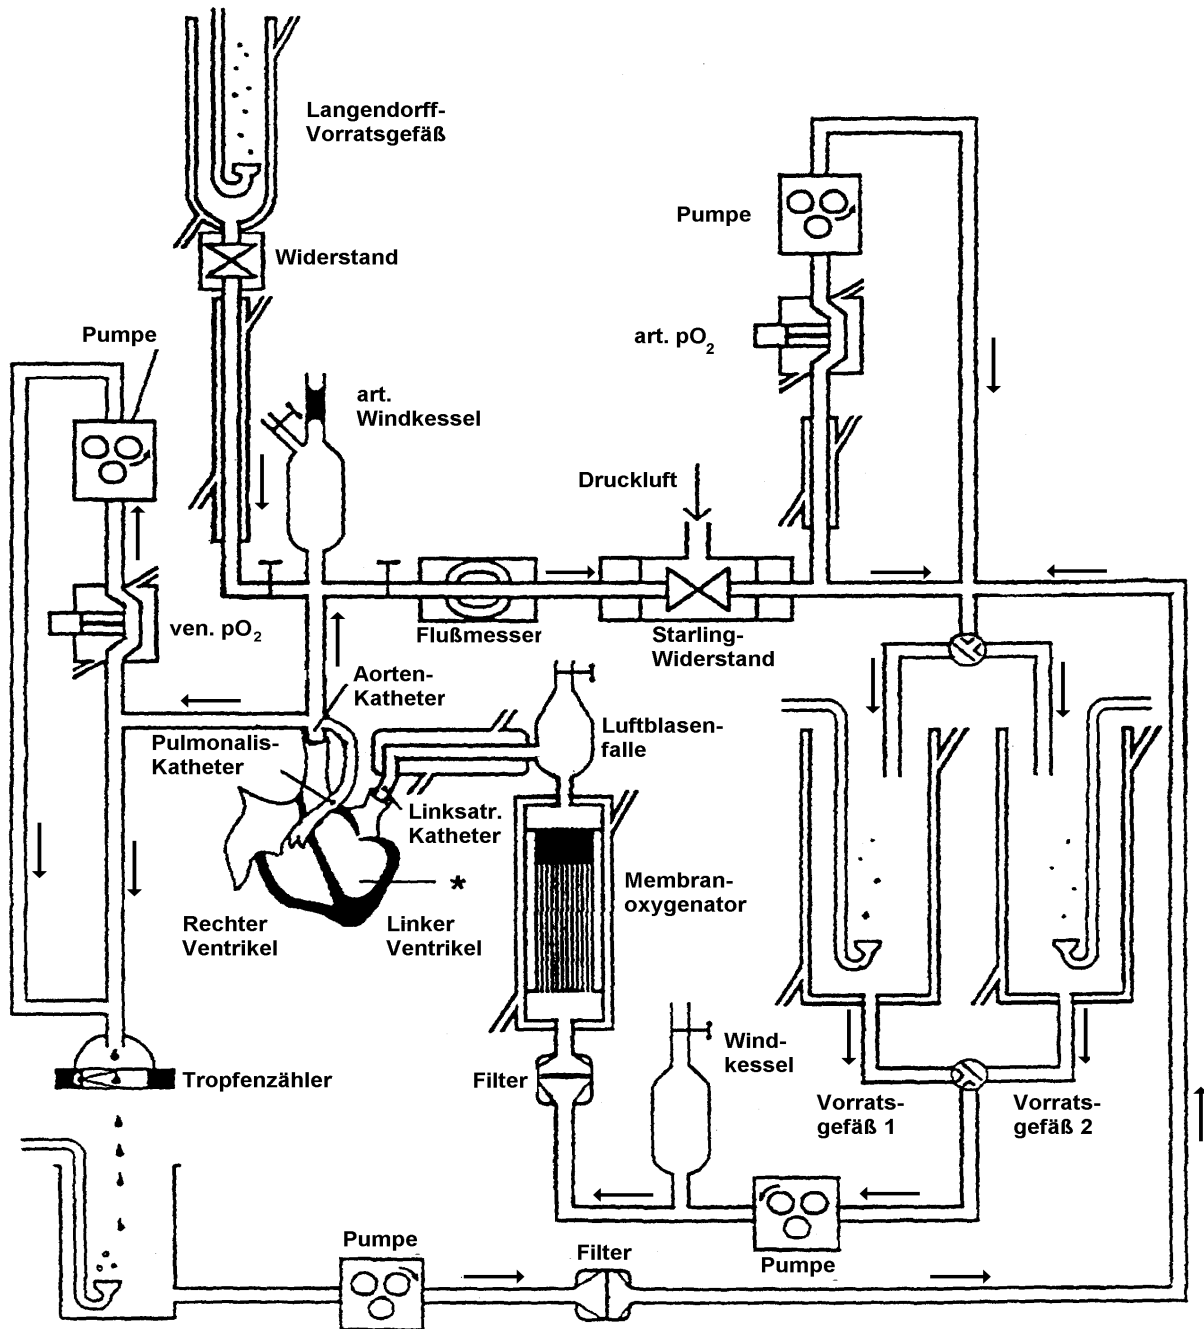 Langendorff-
Vorratsgefäß
Pumpe
Widerstand
Pumpe
art. pO2
art.
Windkessel
Druckluft
ven. pO2
Flußmesser
Starling-
Widerstand
Aorten-
Katheter
Pulmonalis-
Katheter
Luftblasen-
falle
Linksatr.
Katheter
Membran-
oxygenator
*
Rechter
Ventrikel
Linker
Ventrikel
Wind-
kessel
Tropfenzähler
Filter
Vorrats-
gefäß 1
Vorrats-
gefäß 2
Pumpe
Filter
Pumpe